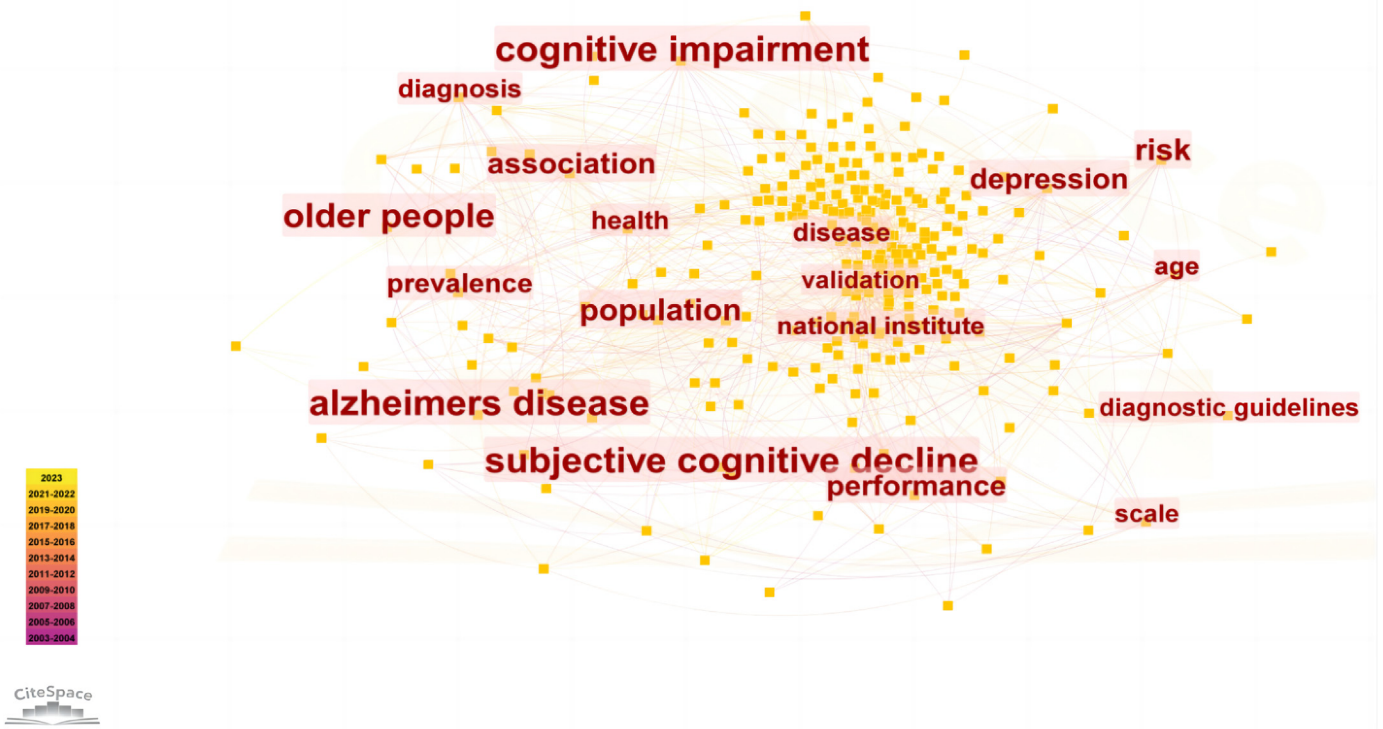 cognitive impairment
diagnosis
risk
association
depression
older people
health
disease
age
validation
prevalence
population
national institute
alzheimers disease
diagnostic guidelines
subjective cognitive decline
performance
scale
2023
2021-2022
2019-2020
2017-2018
2015-2016
2013-2014
2011-2012
2009-2010
2007-2008
2005-2006
2003-2004
CiteSpace